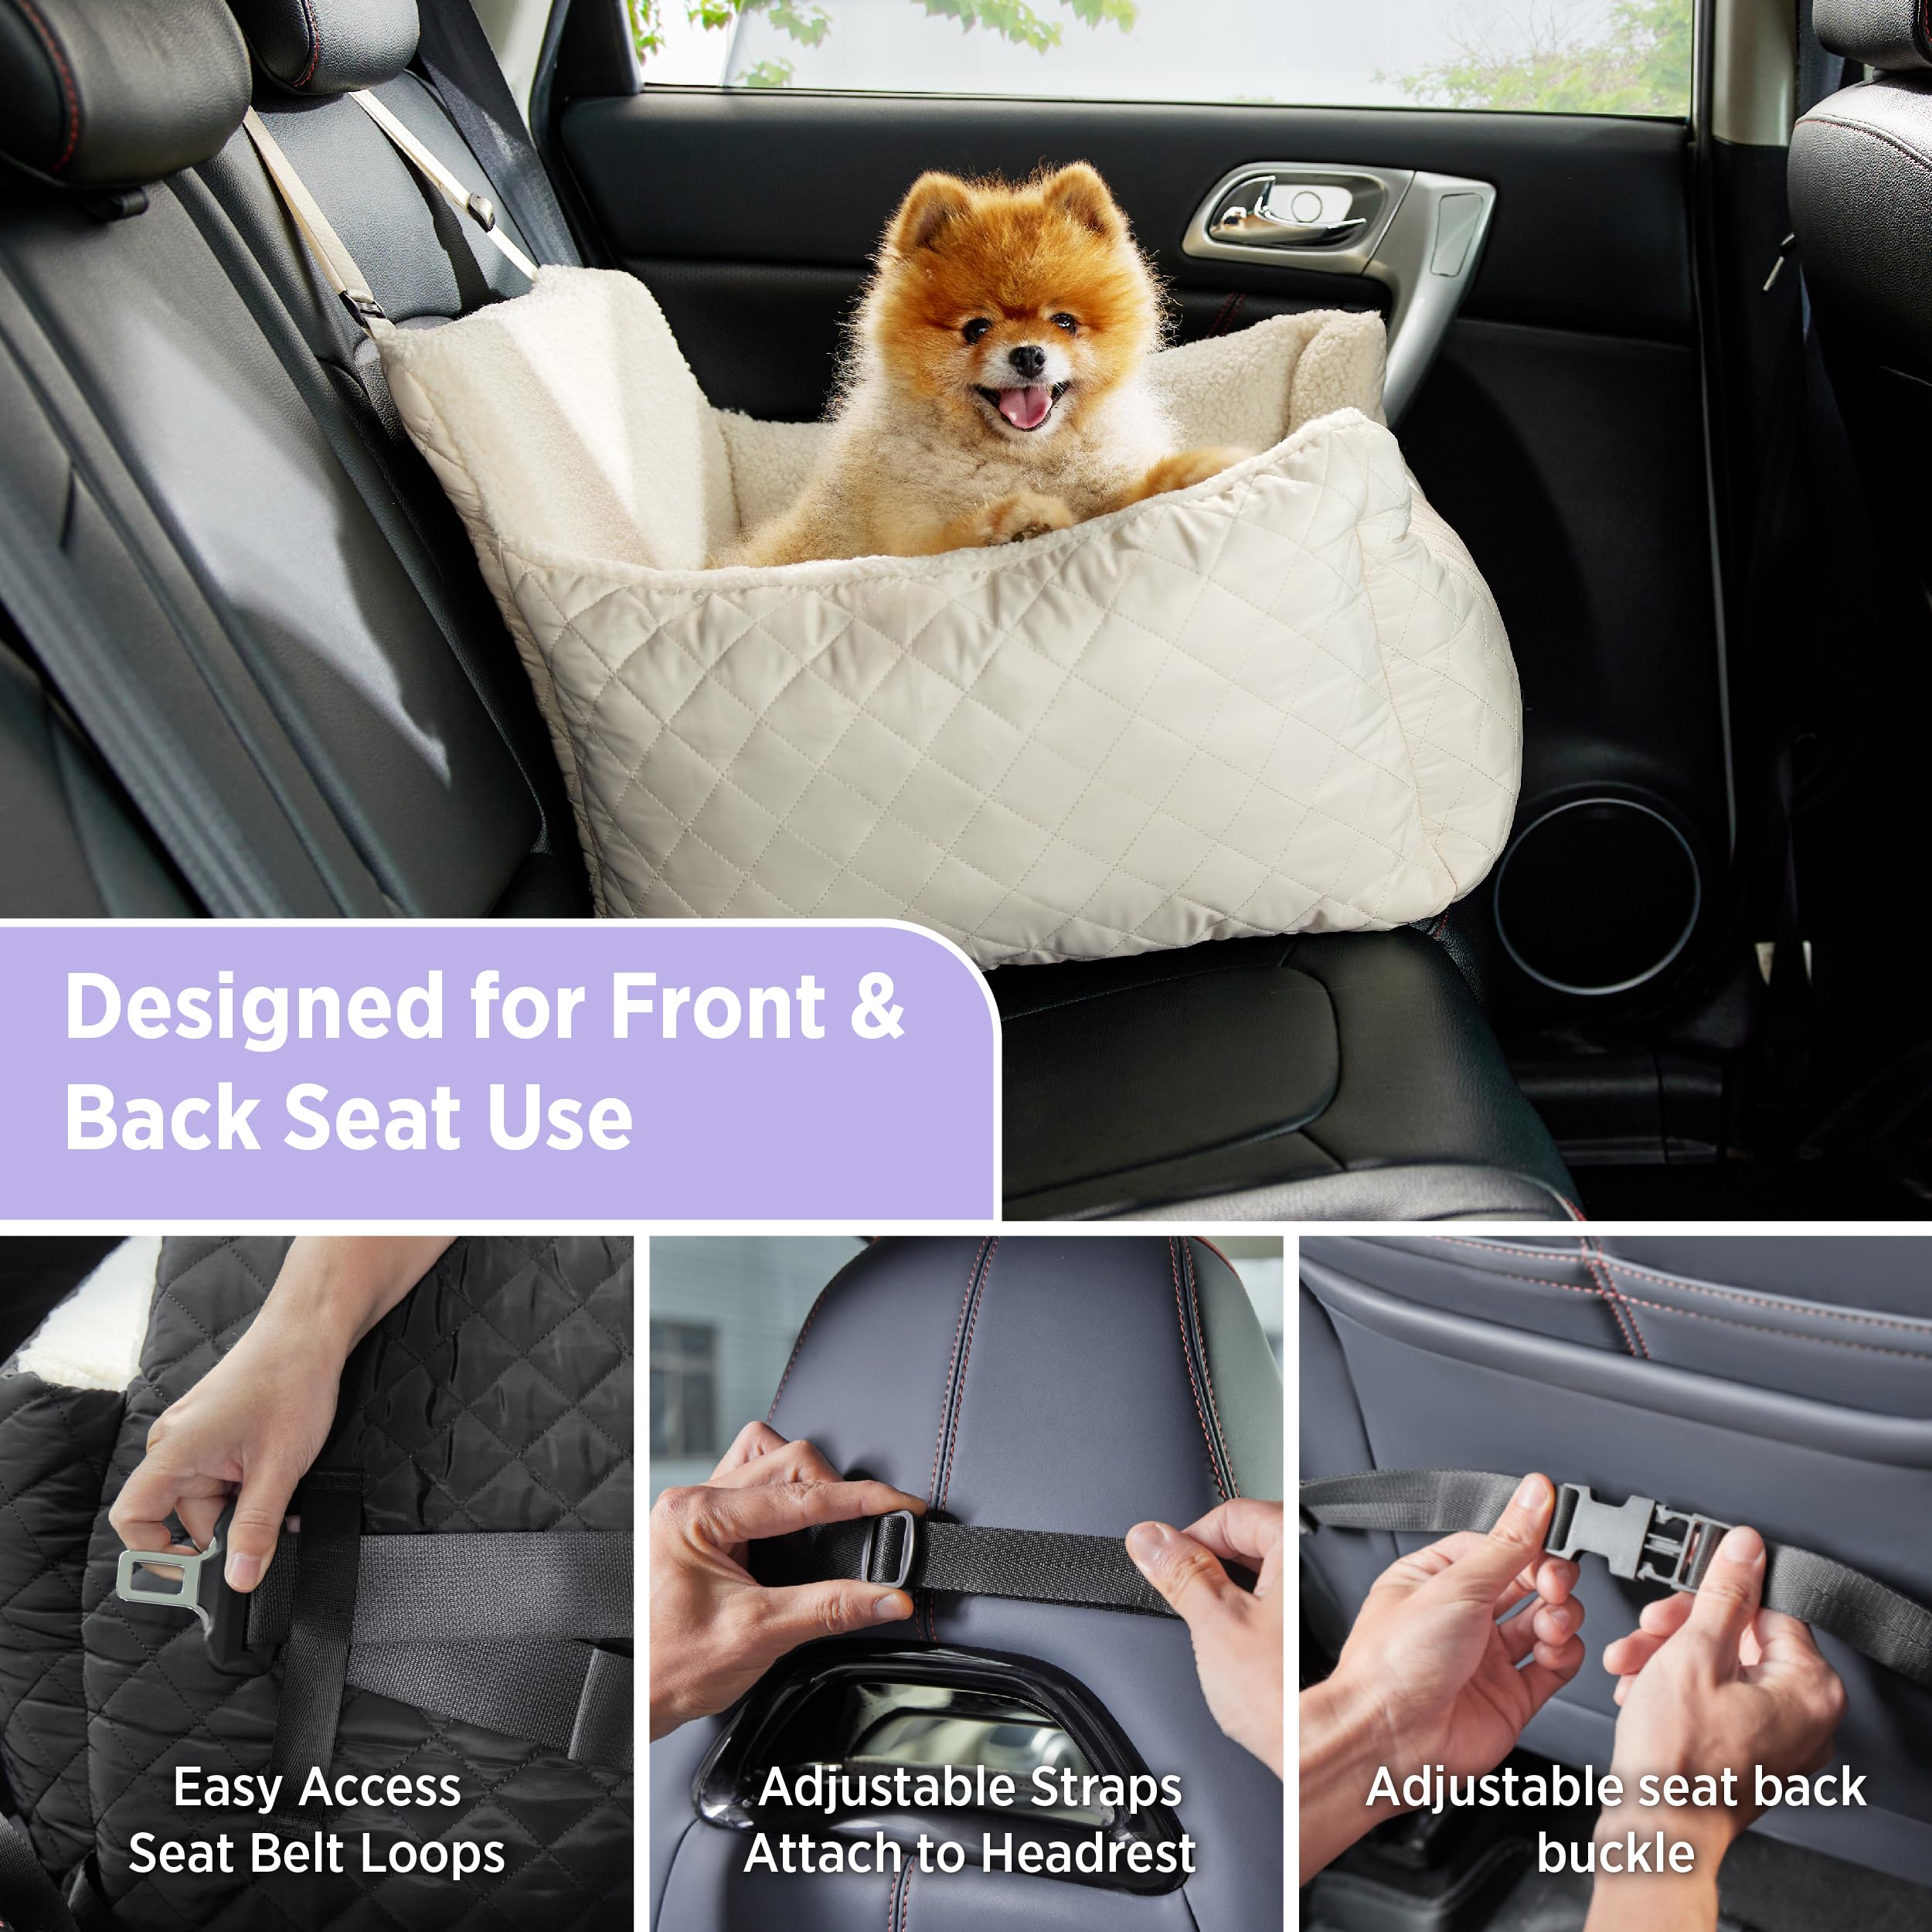 Designed for Front &
Back Seat Use
Easy Access
Seat Belt Loops
Adjustable Straps
Attach to Headrest
Adjustable seat back
buckle